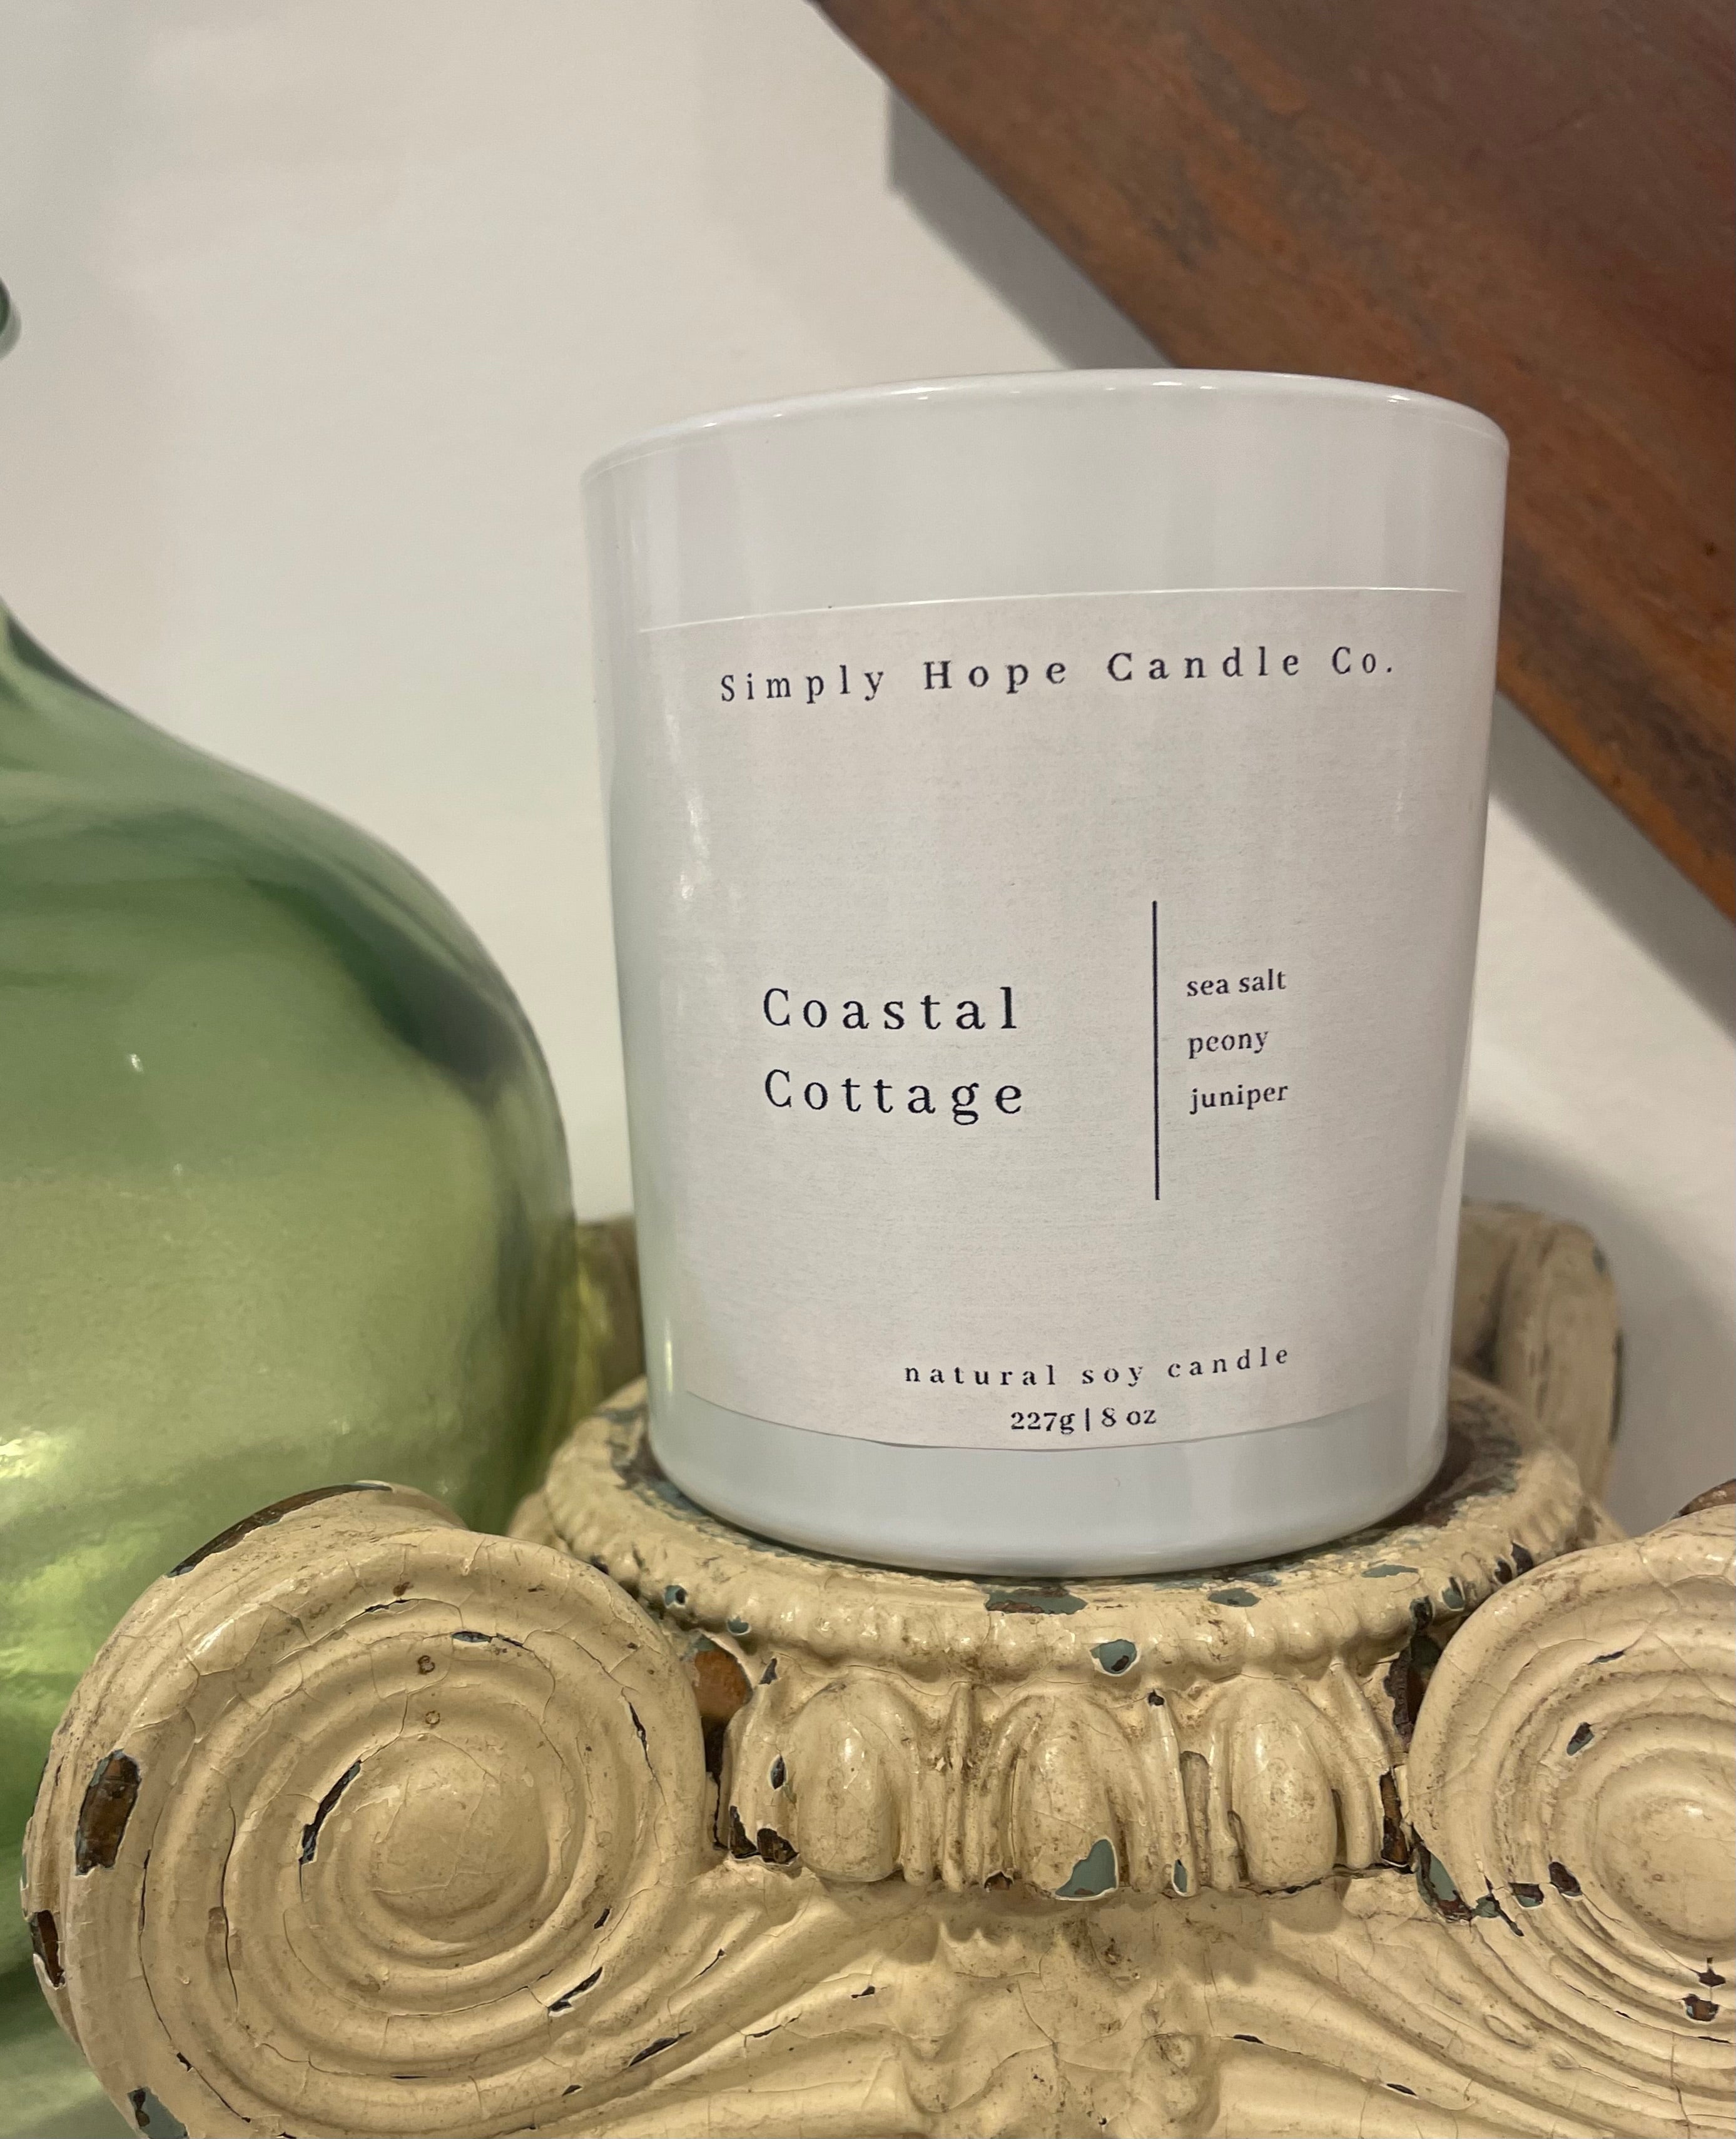 Simply Hope Candle Co.
Coastal
Cottage
sea salt
peony
juniper
natural soy candle
227g | 8 oz